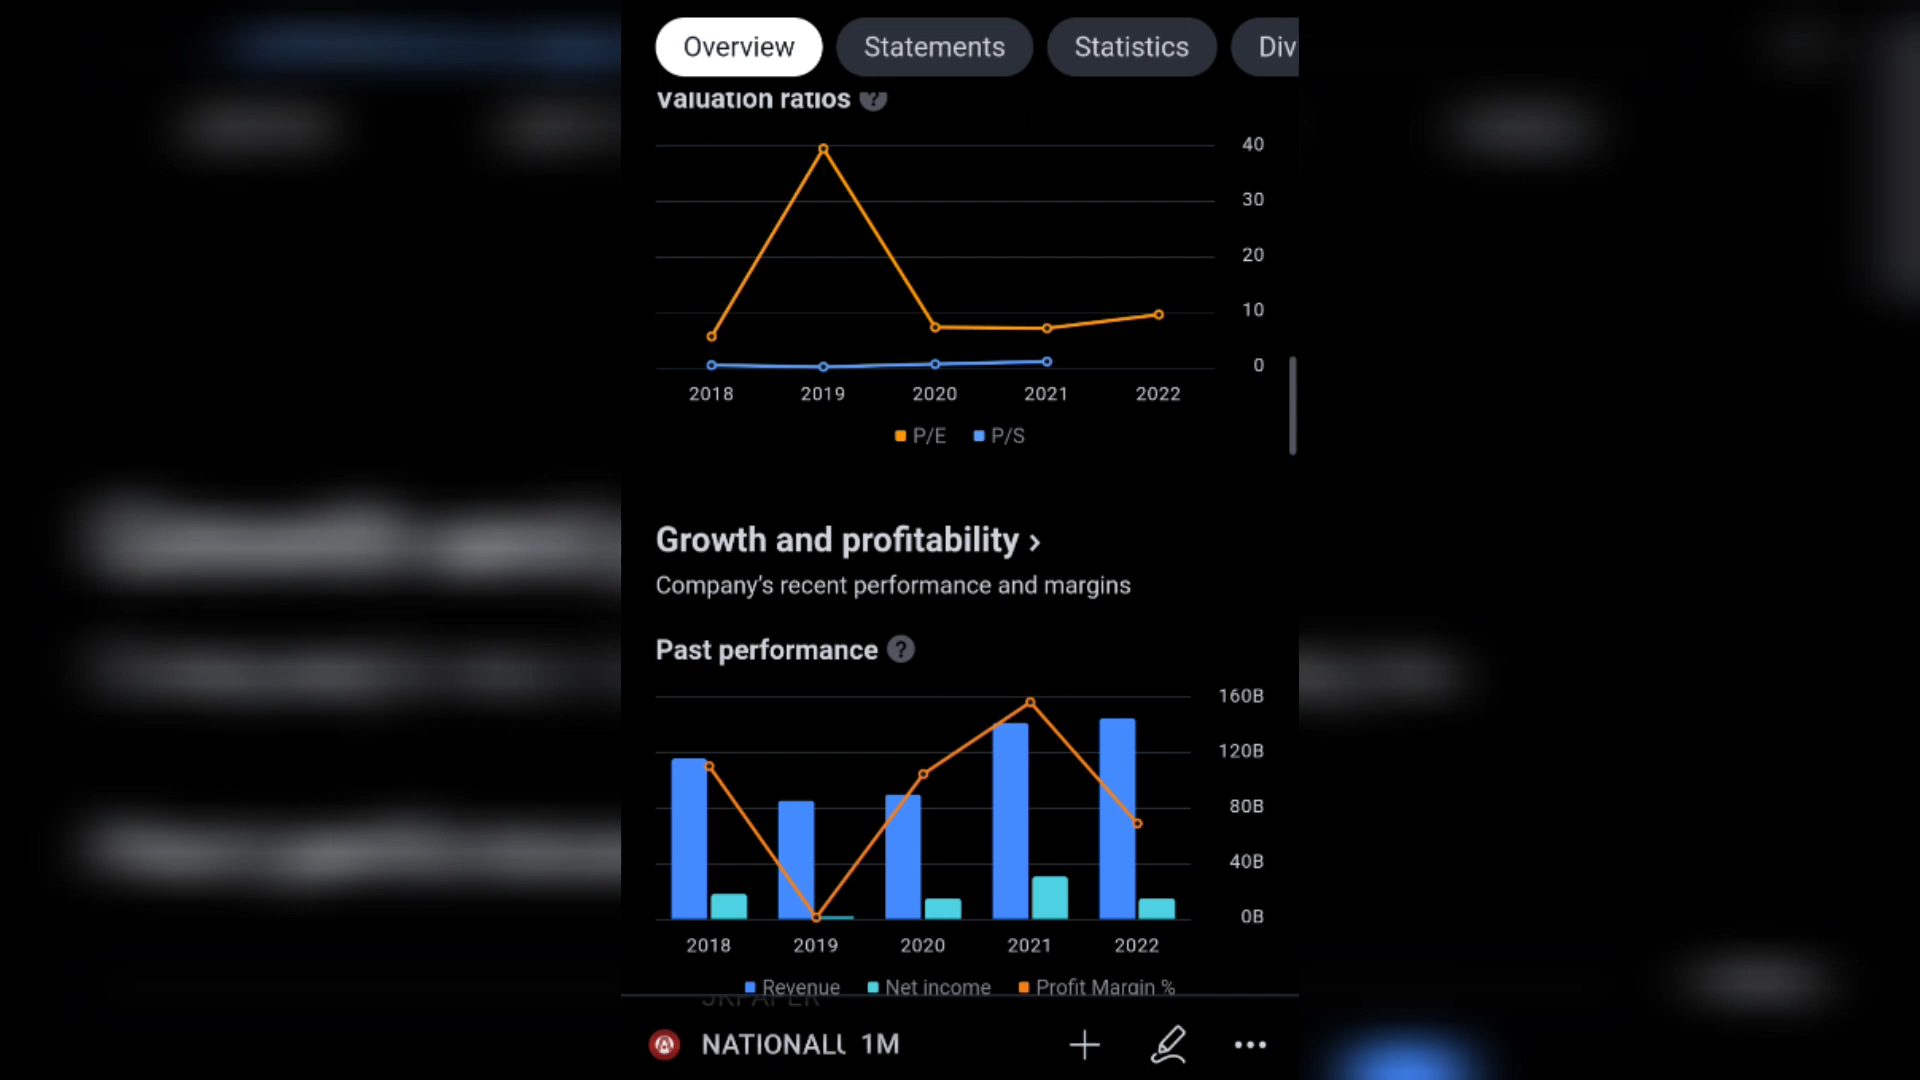 Overview Statements Statistics Div
Valuation ratios ?
40
30
20
10
0
2018 2019 2020 2021 2022
P/E P/S
Growth and profitability >
Company's recent performance and margins
Past performance ?
160B
120B
80B
40B
0B
2018 2019 2020 2021 2022
Revenue Net income Profit Margin %
JKPAPER
NATIONALU 1M